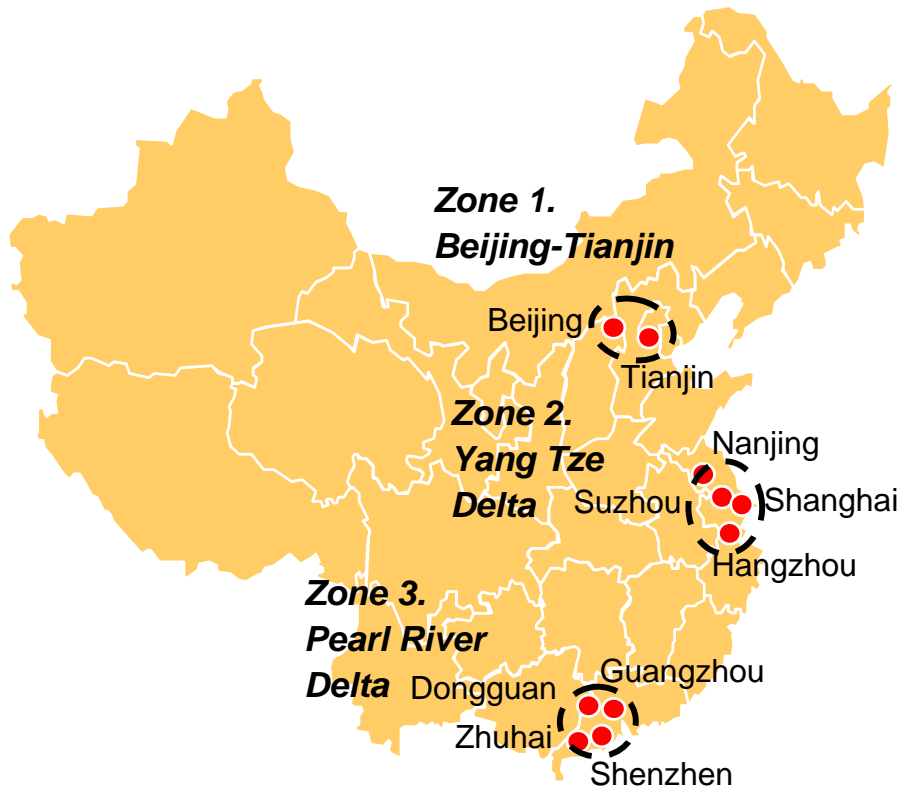 Zone 1.
Beijing-Tianjin
Beijing
Tianjin
Zone 2.
Yang Tze
Delta
Nanjing
Suzhou
Shanghai
Hangzhou
Zone 3.
Pearl River
Delta
Guangzhou
Dongguan
Zhuhai
Shenzhen